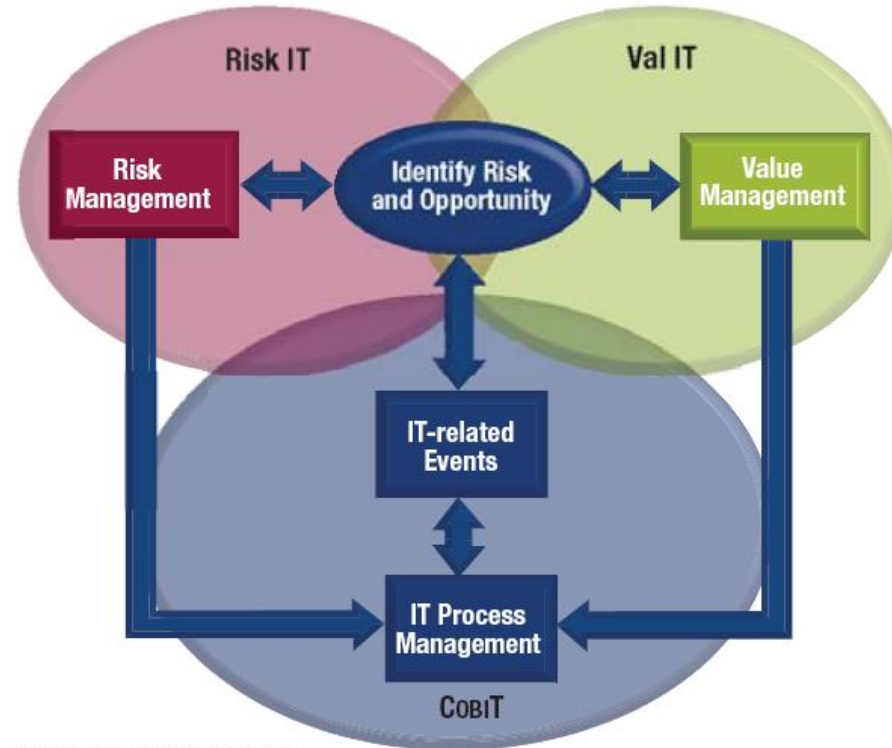 Risk IT
Val IT
Risk
Management
Identify Risk
and Opportunity
Value
Management
IT-related
Events
IT Process
Management
COBIT